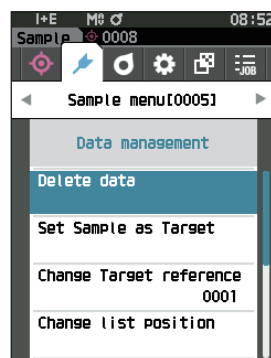 I+E M0 08:52
Sample 0008
-JOB
Sample menu[0005]
Data management
Delete data
Set Sample as Target
Change Target reference
0001
Change list position